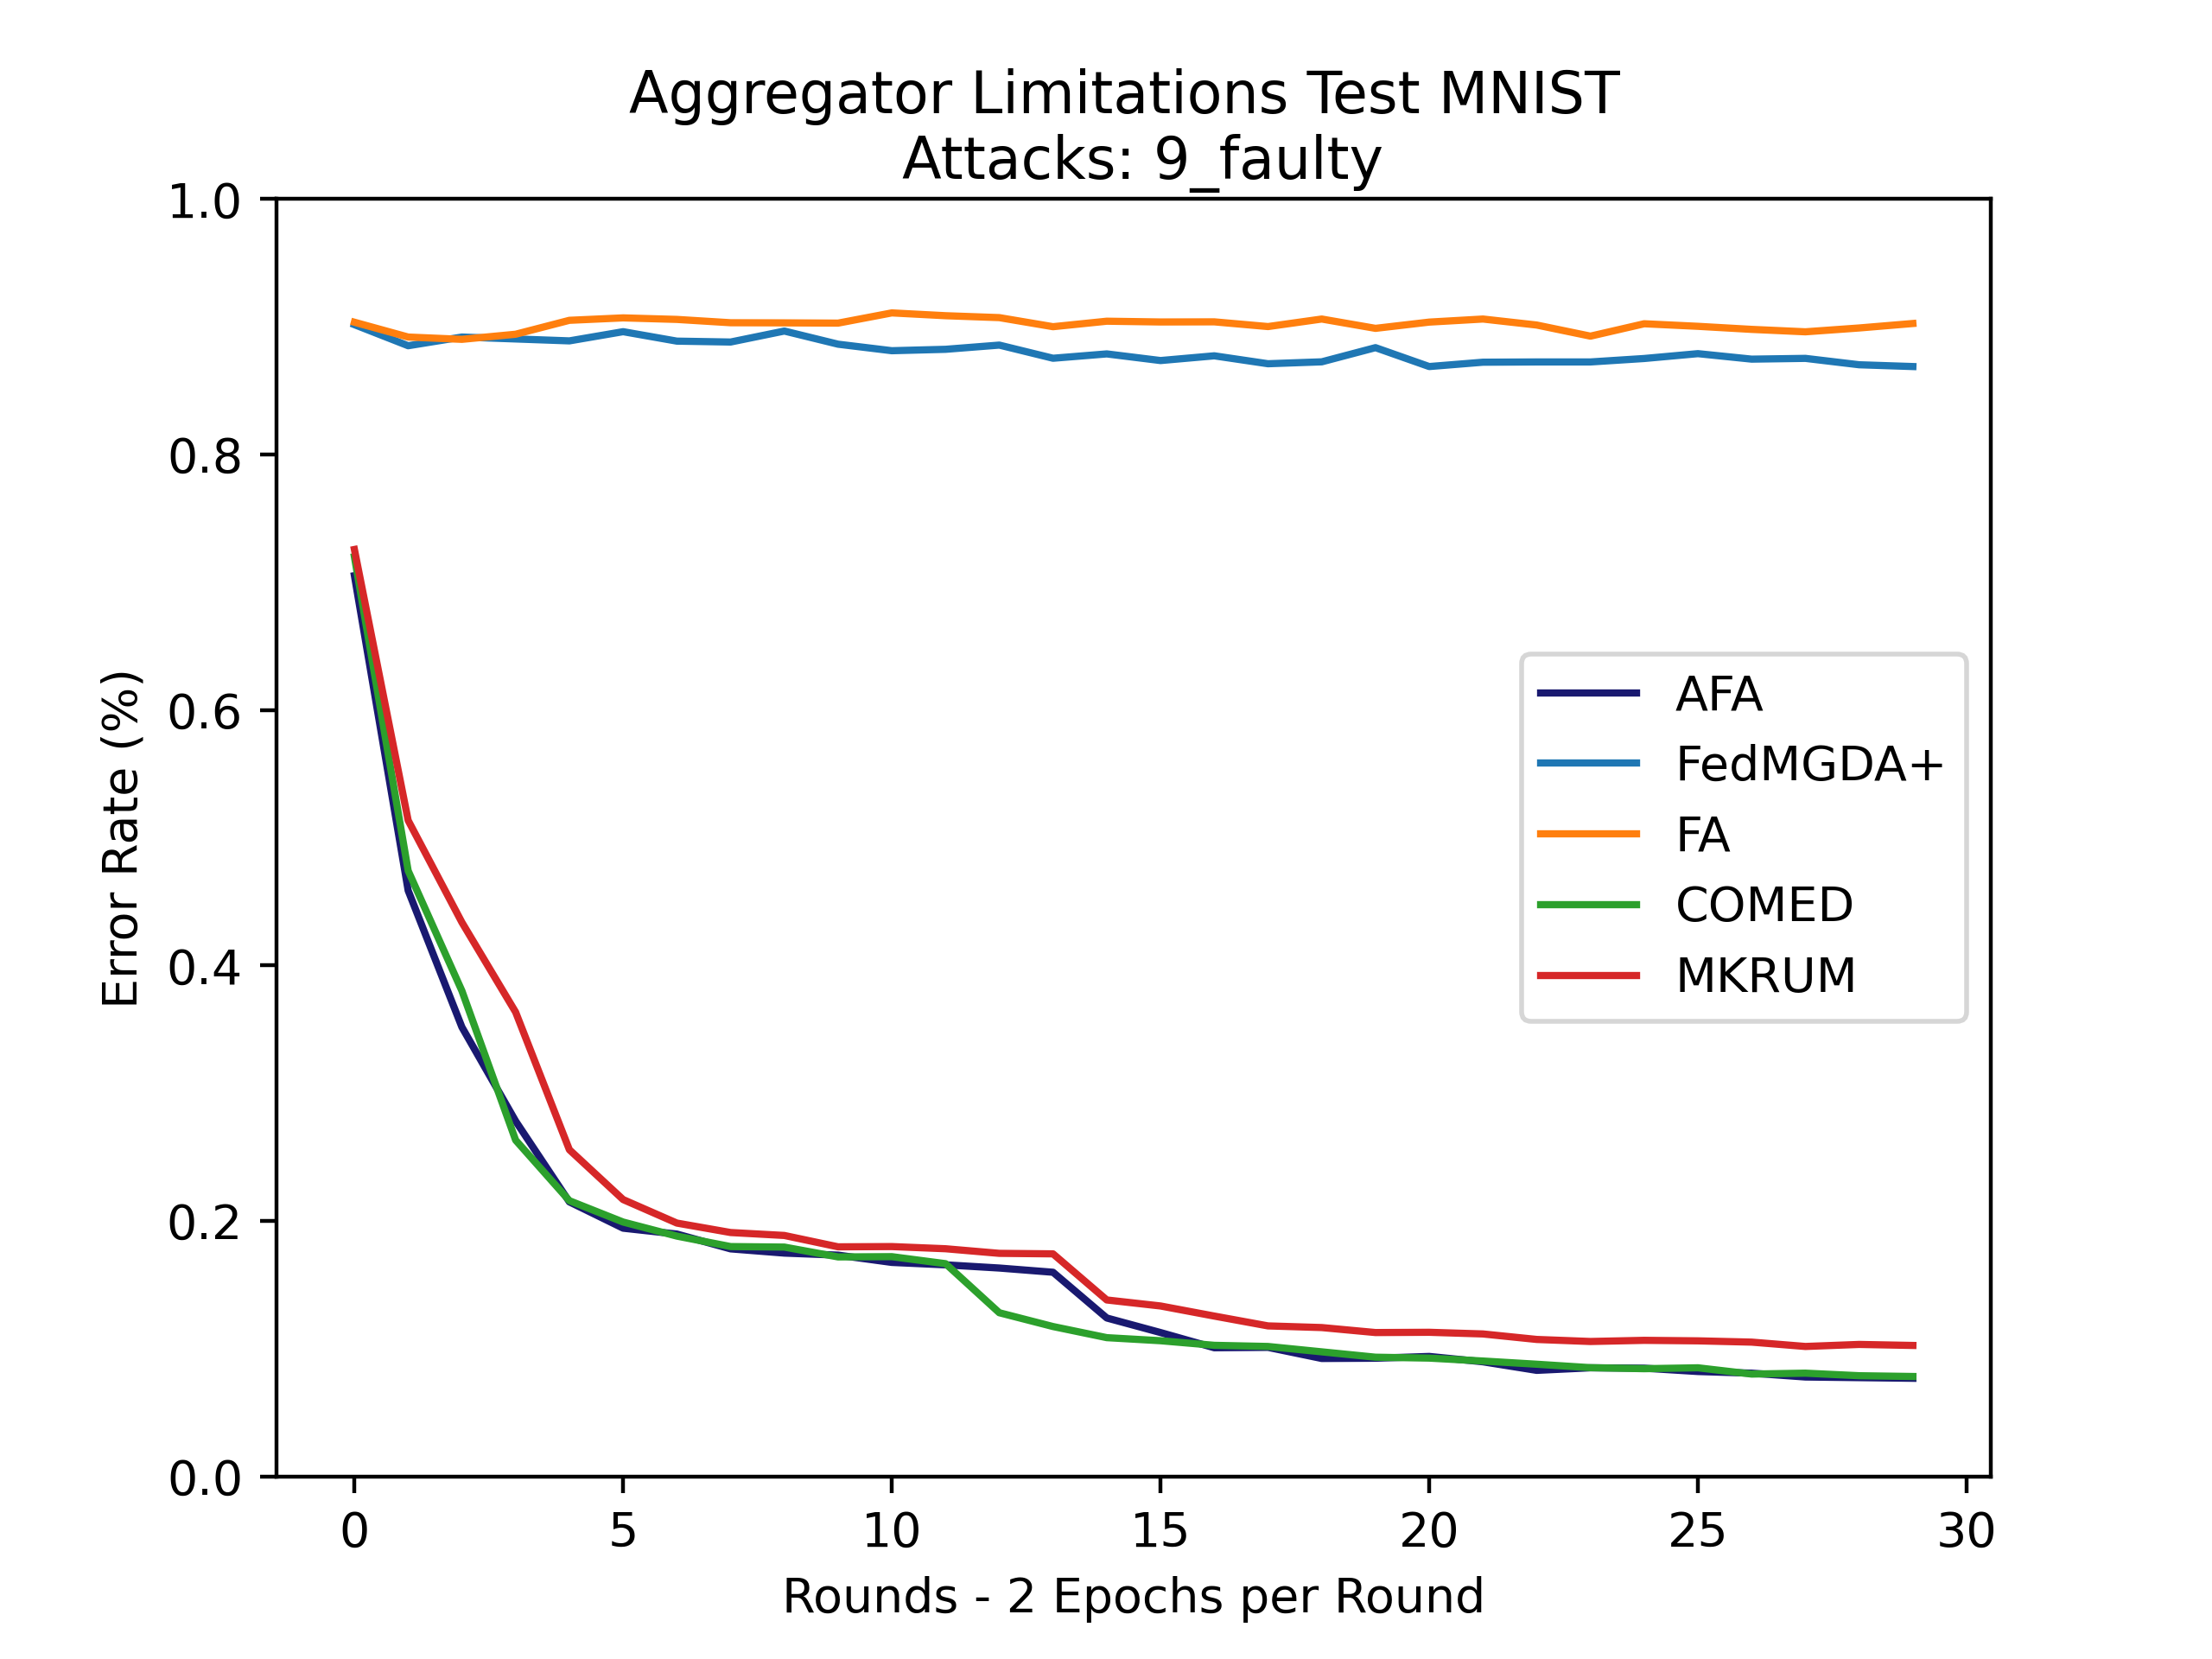 Aggregator Limitations Test MNIST
Attacks: 9_faulty
1.0
0.8
0.6
0.4
0.2
0.0
Error Rate (%)
AFA
FedMGDA+
FA
COMED
MKRUM
0 5 10 15 20 25 30
Rounds - 2 Epochs per Round